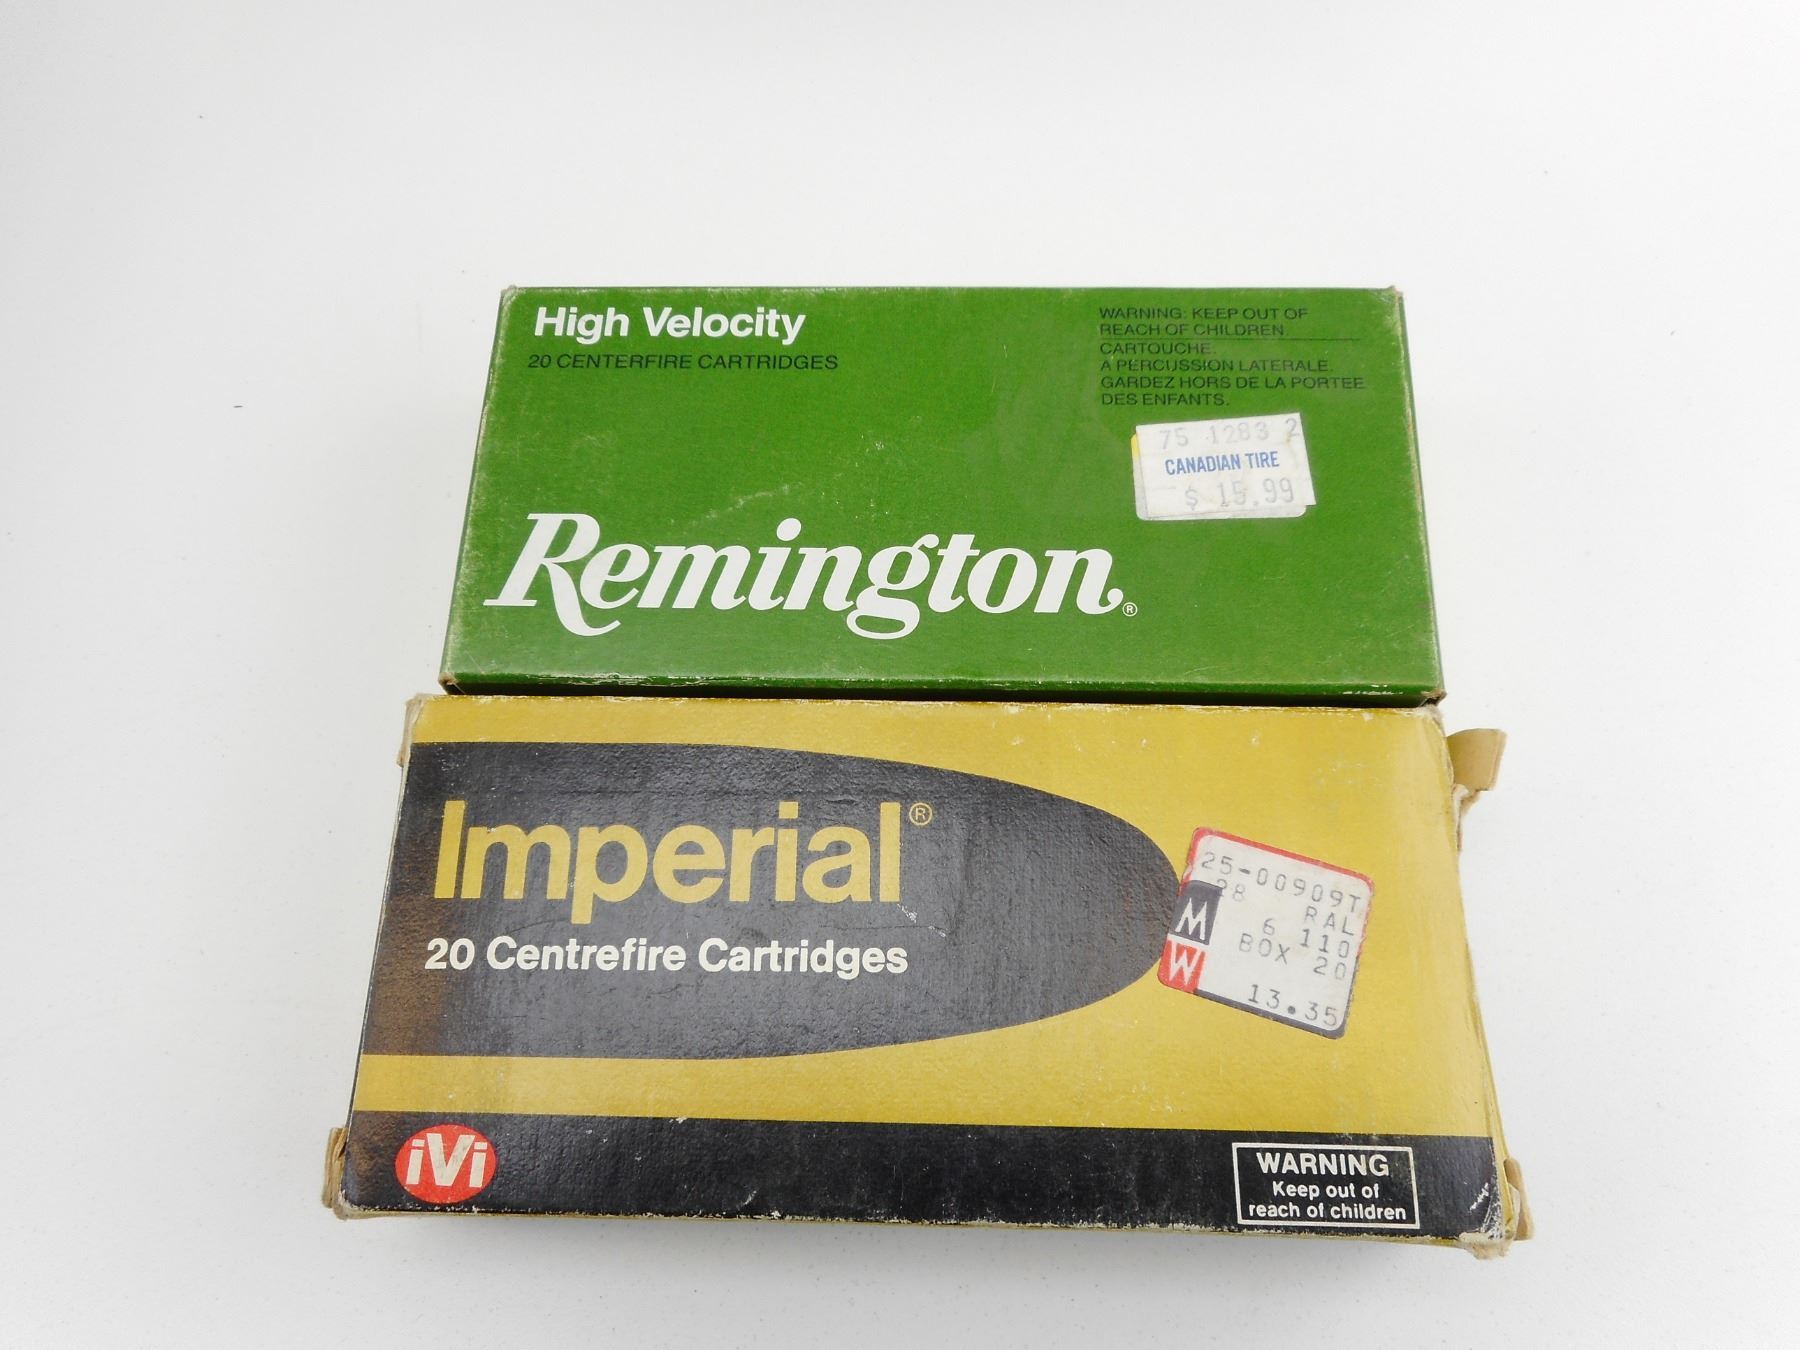 High Velocity
20 CENTERFIRE CARTRIDGES
WARNING: KEEP OUT OF
REACH OF CHILDREN.
CARTOUCHE.
A PERCUSSION LATERALE.
GARDEZ HORS DE LA PORTEE
DES ENFANTS.
75 1283 2
CANADIAN TIRE
$ 15.99
Remington®
Imperial®
20 Centrefire Cartridges
25-00909T
28 RAL
6 110
BOX 20
13.35
M
W
iVi
WARNING
Keep out of
reach of children